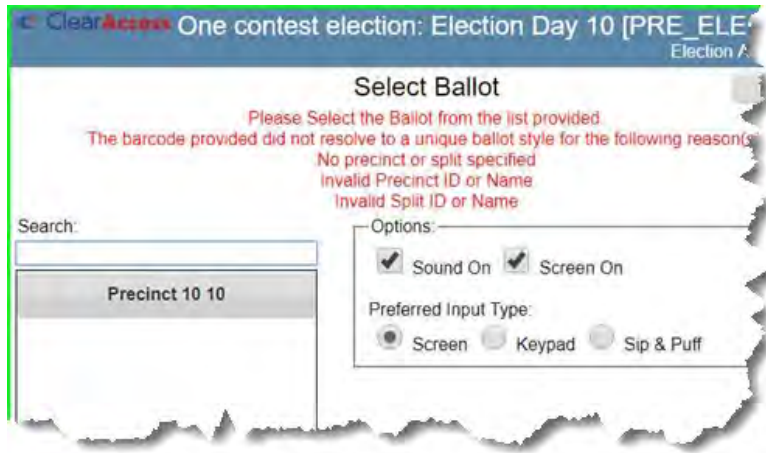 ClearAccess One contest election: Election Day 10 [PRE_ELE
Election
Select Ballot
Please Select the Ballot from the list provided
The barcode provided did not resolve to a unique ballot style for the following reason(s
No precinct or split specified
Invalid Precinct ID or Name
Invalid Split ID or Name
Search:
Precinct 10 10
Options:
Sound On Screen On
Preferred Input Type:
Screen Keypad Sip & Puff